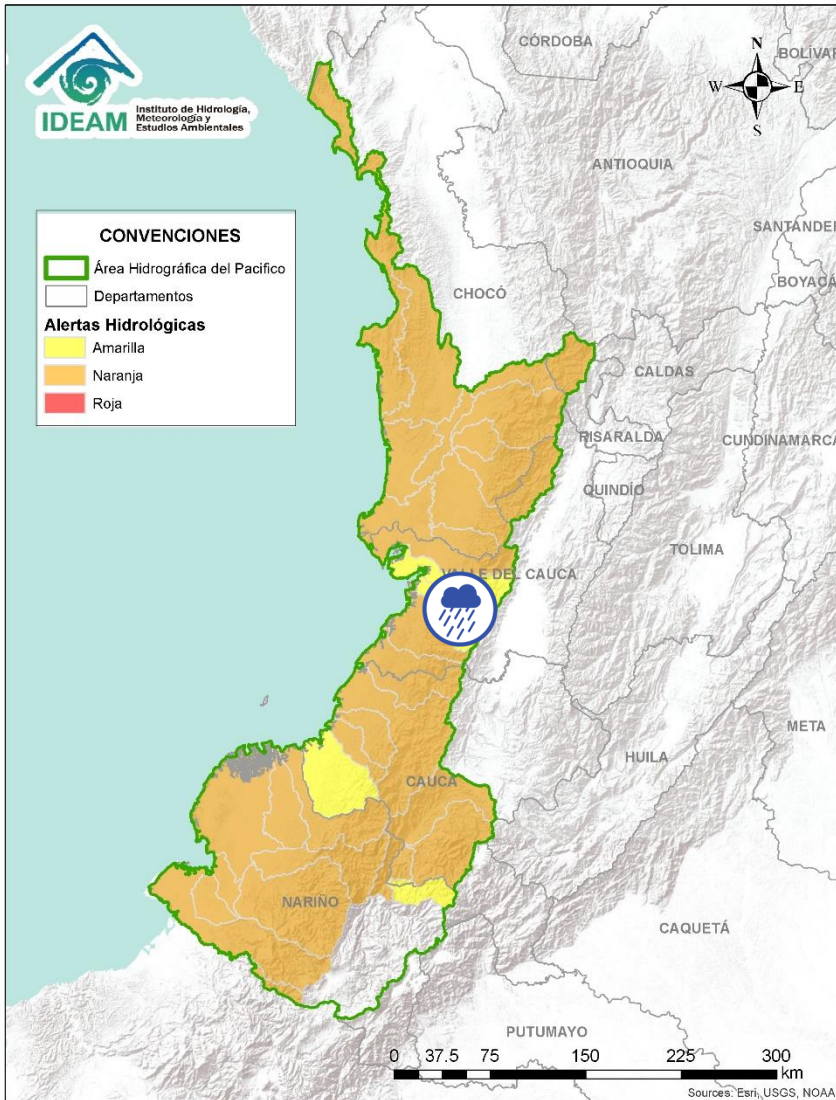 IDEAM
Instituto de Hidrología,
Meteorología y
Estudios Ambientales
CÓRDOBA
BOLÍVAR
N
W
E
S
ANTIOQUIA
SANTANDER
BOYACÁ
CONVENCIONES
Área Hidrográfica del Pacifico
Departamentos
Alertas Hidrológicas
Amarilla
Naranja
Roja
CHOCÓ
CALDAS
RISARALDA
CUNDINAMARCA
QUINDÍO
TOLIMA
VALLE DEL CAUCA
META
HUILA
CAUCA
NARIÑO
CAQUETÁ
PUTUMAYO
0 37.5 75 150 225 300
km
Sources: Esri, USGS, NOAA